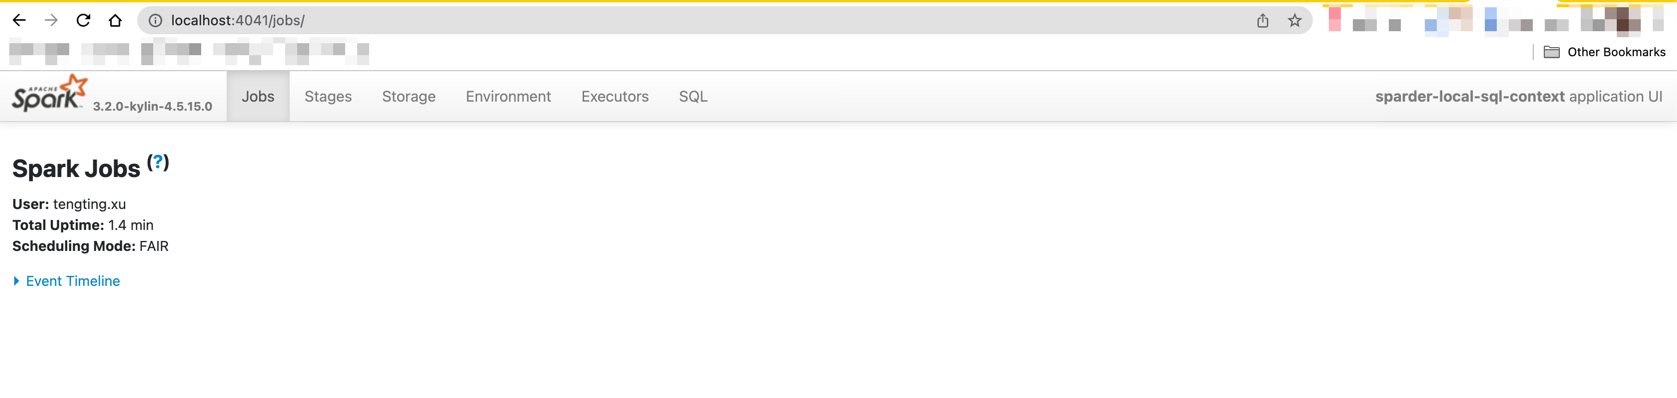 localhost:4041/jobs/
Other Bookmarks
APACHE
Spark 3.2.0-kylin-4.5.15.0 Jobs Stages Storage Environment Executors SQL sparder-local-sql-context application UI
Spark Jobs (?)
User: tengting.xu
Total Uptime: 1.4 min
Scheduling Mode: FAIR
Event Timeline